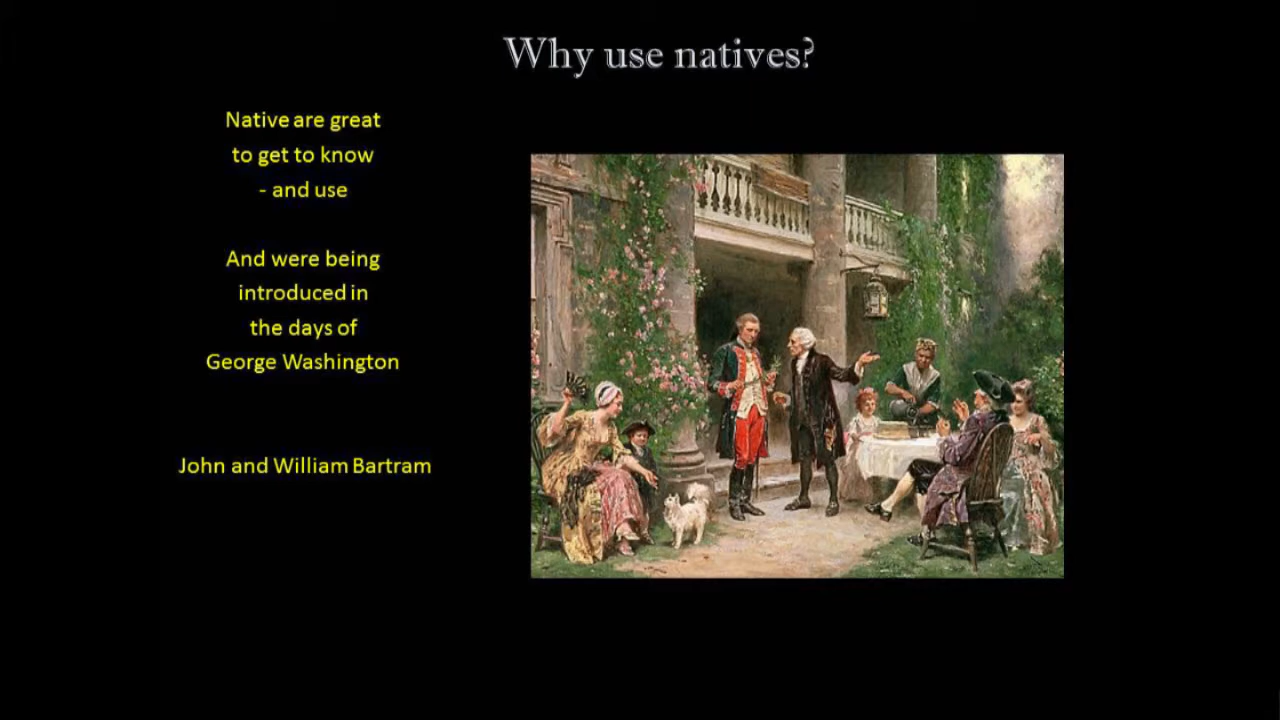 Why use natives?
Native are great
to get to know
- and use
And were being
introduced in
the days of
George Washington
John and William Bartram